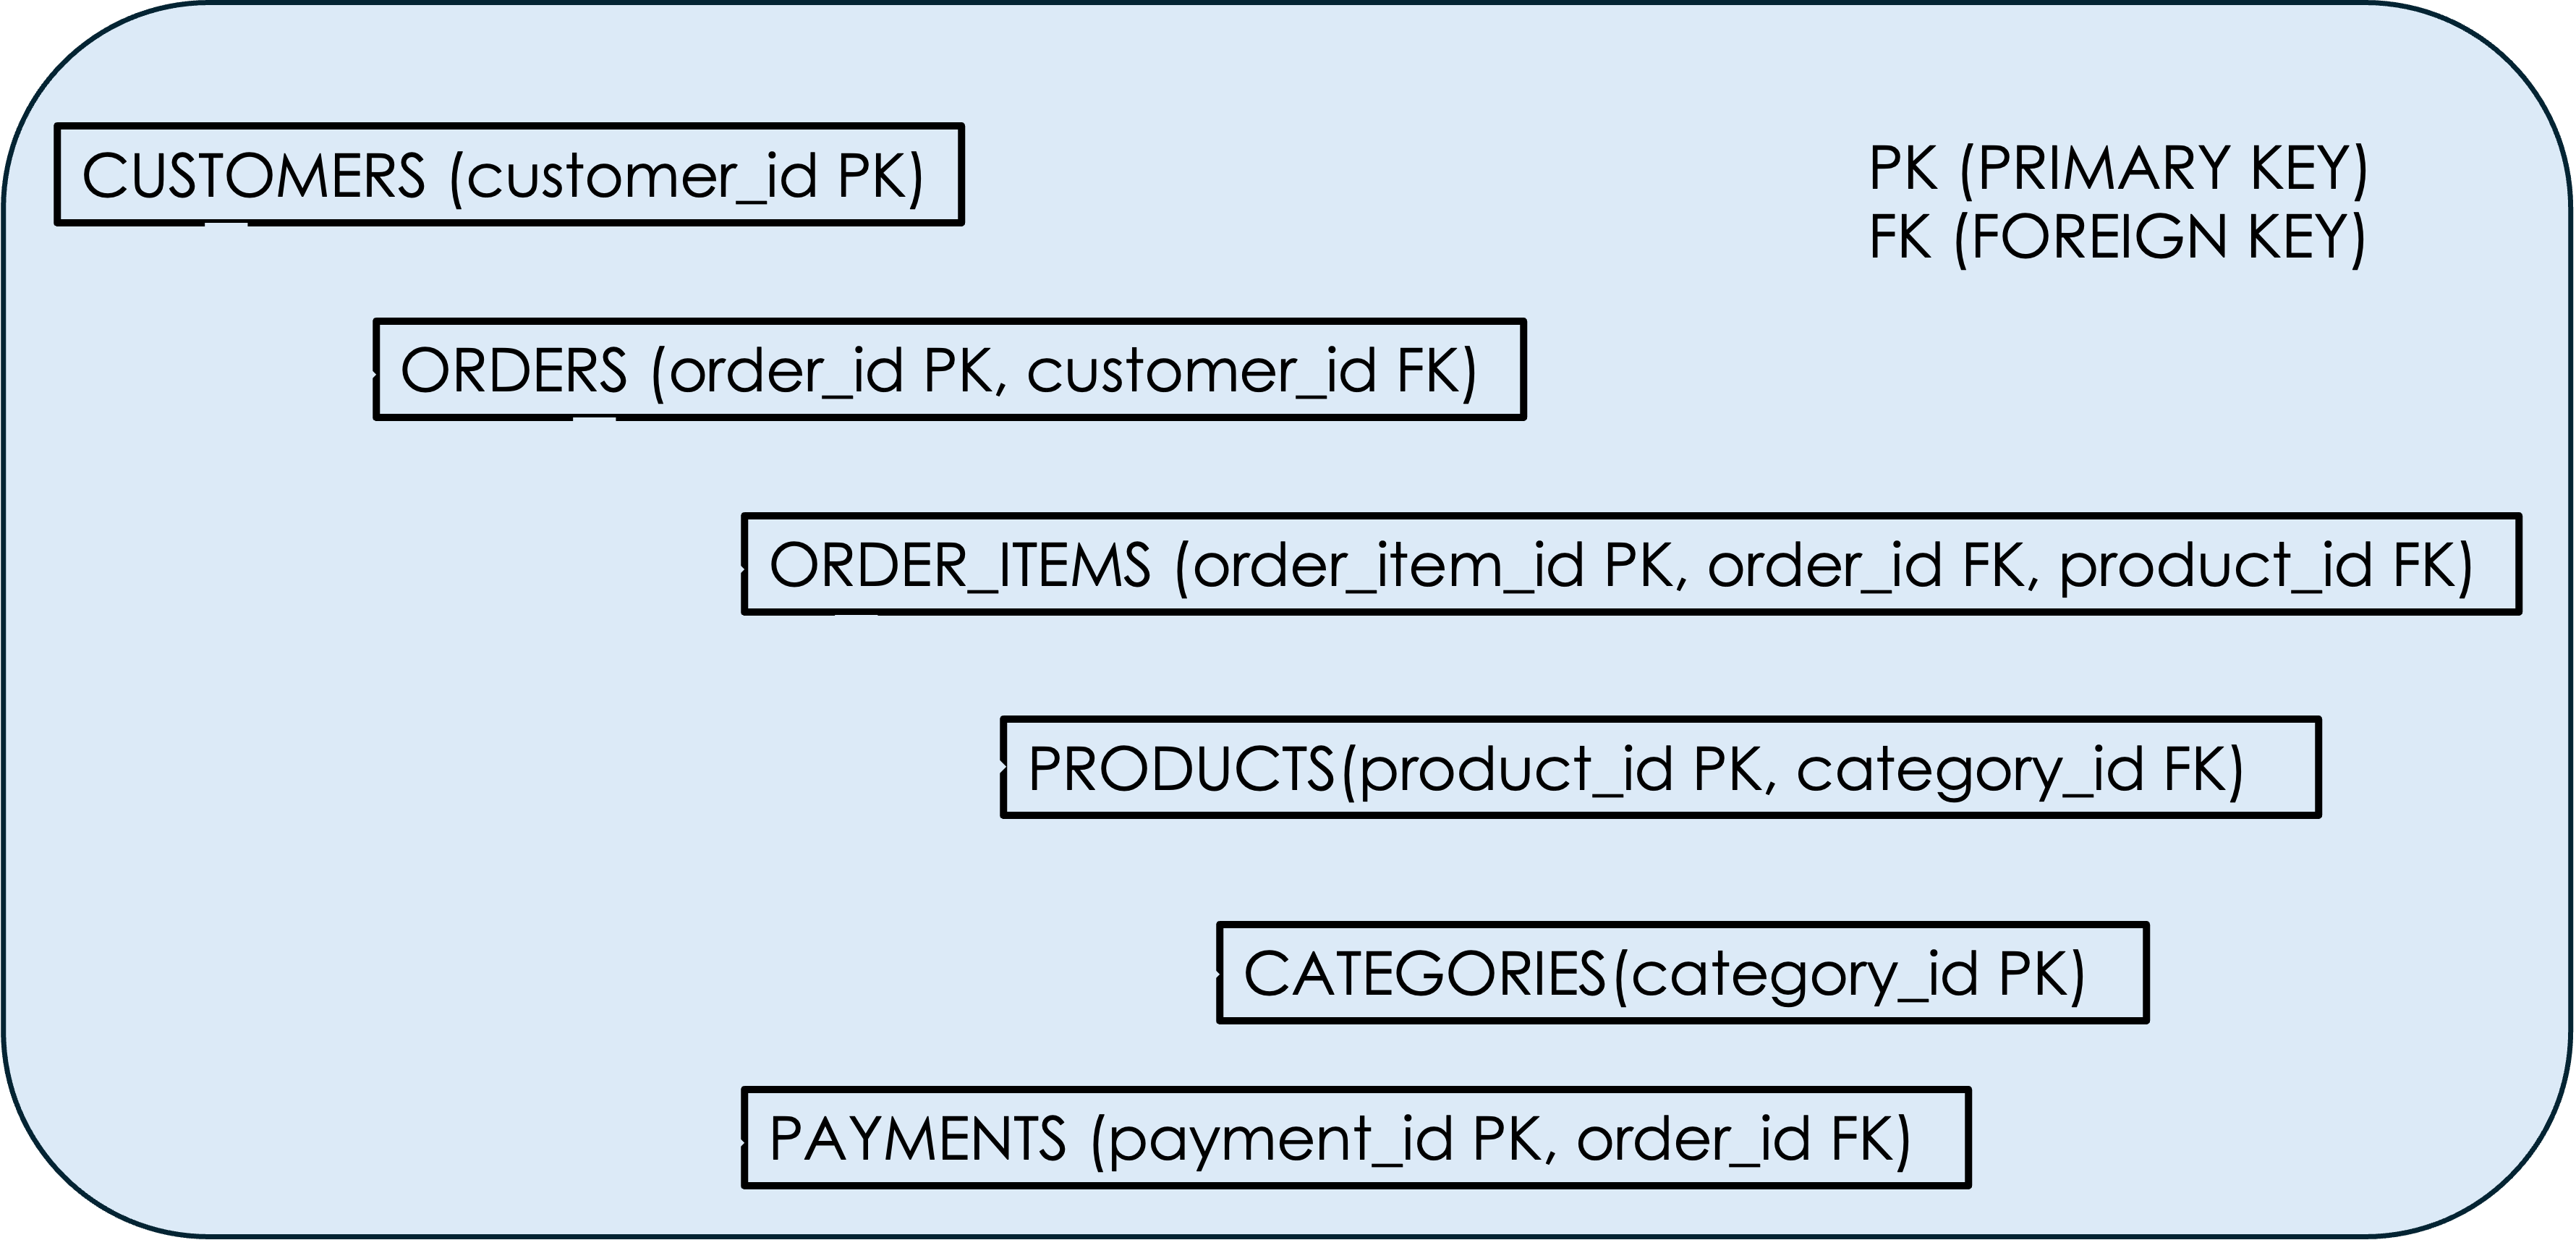 CUSTOMERS (customer_id PK)
PK (PRIMARY KEY)
FK (FOREIGN KEY)
ORDERS (order_id PK, customer_id FK)
ORDER_ITEMS (order_item_id PK, order_id FK, product_id FK)
PRODUCTS(product_id PK, category_id FK)
CATEGORIES(category_id PK)
PAYMENTS (payment_id PK, order_id FK)